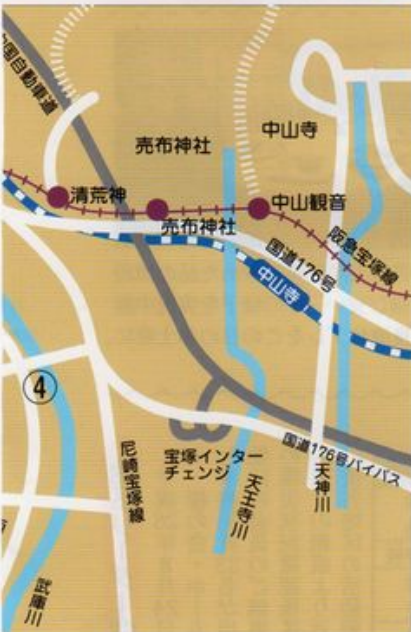 中国自動車道
中山寺
売布神社
清荒神
中山観音
売布神社
阪急宝塚線
国道176号
中山寺
④
宝塚インター
チェンジ
国道176号バイパス
尼崎宝塚線
天王寺川
天神川
武庫川